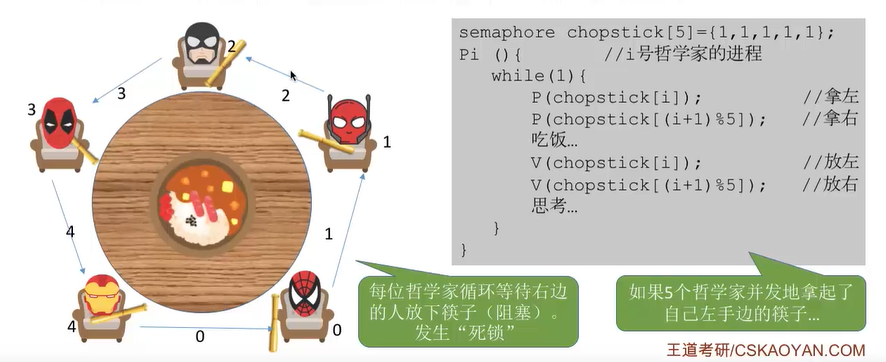 semaphore chopstick[5]={1,1,1,1,1};
Pi (){ //i号哲学家的进程
while(1){
P(chopstick[i]); //拿左
P(chopstick[(i+1)%5]); //拿右
吃饭…
V(chopstick[i]); //放左
V(chopstick[(i+1)%5]); //放右
思考…
}
}
2
3
3
2
1
4
1
4
0
0
每位哲学家循环等待右边
的人放下筷子（阻塞）。
发生“死锁”
如果5个哲学家并发地拿起了
自己左手边的筷子…
王道考研/CSKAOYAN.COM